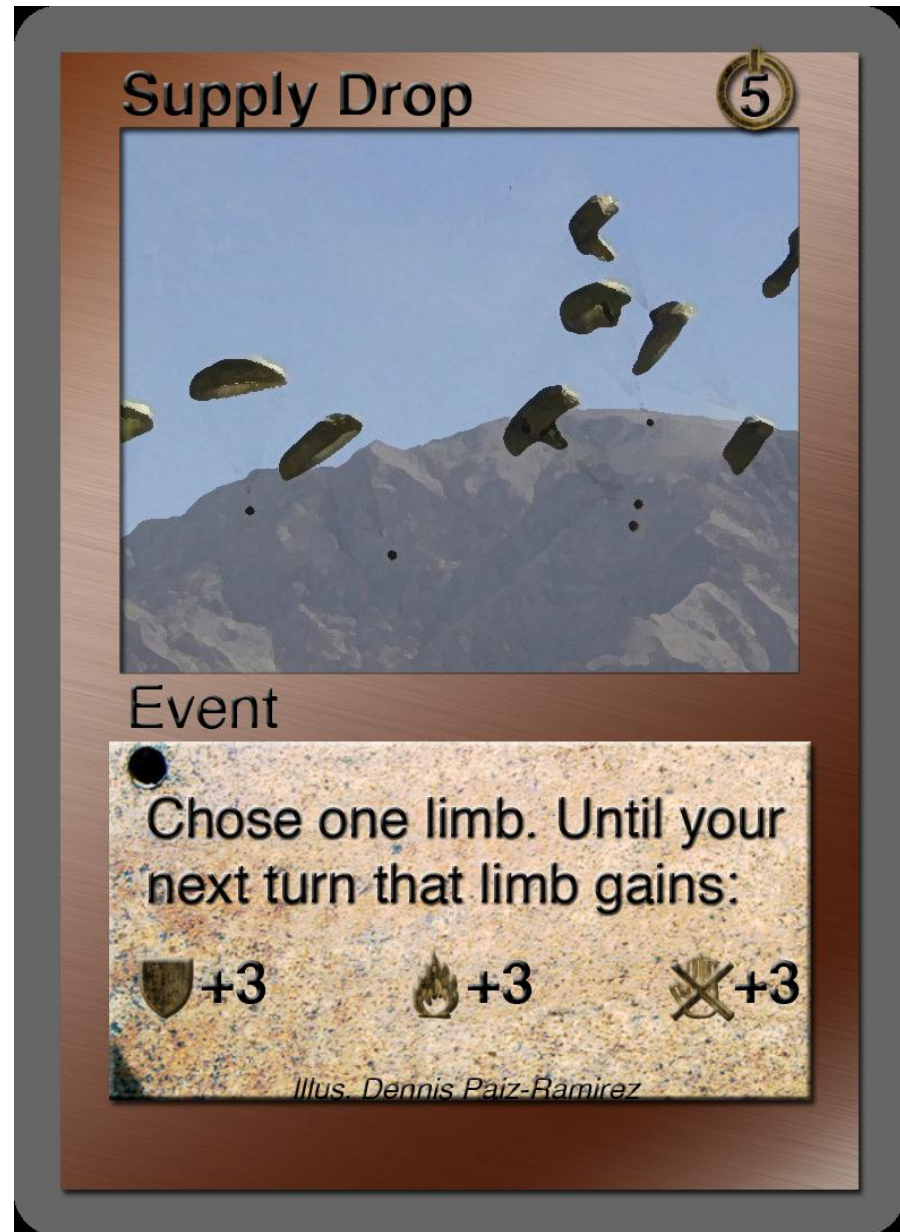 Supply Drop
5
Event
Chose one limb. Until your
next turn that limb gains:
+3 +3 +3
Illus. Dennis Paiz-Ramirez